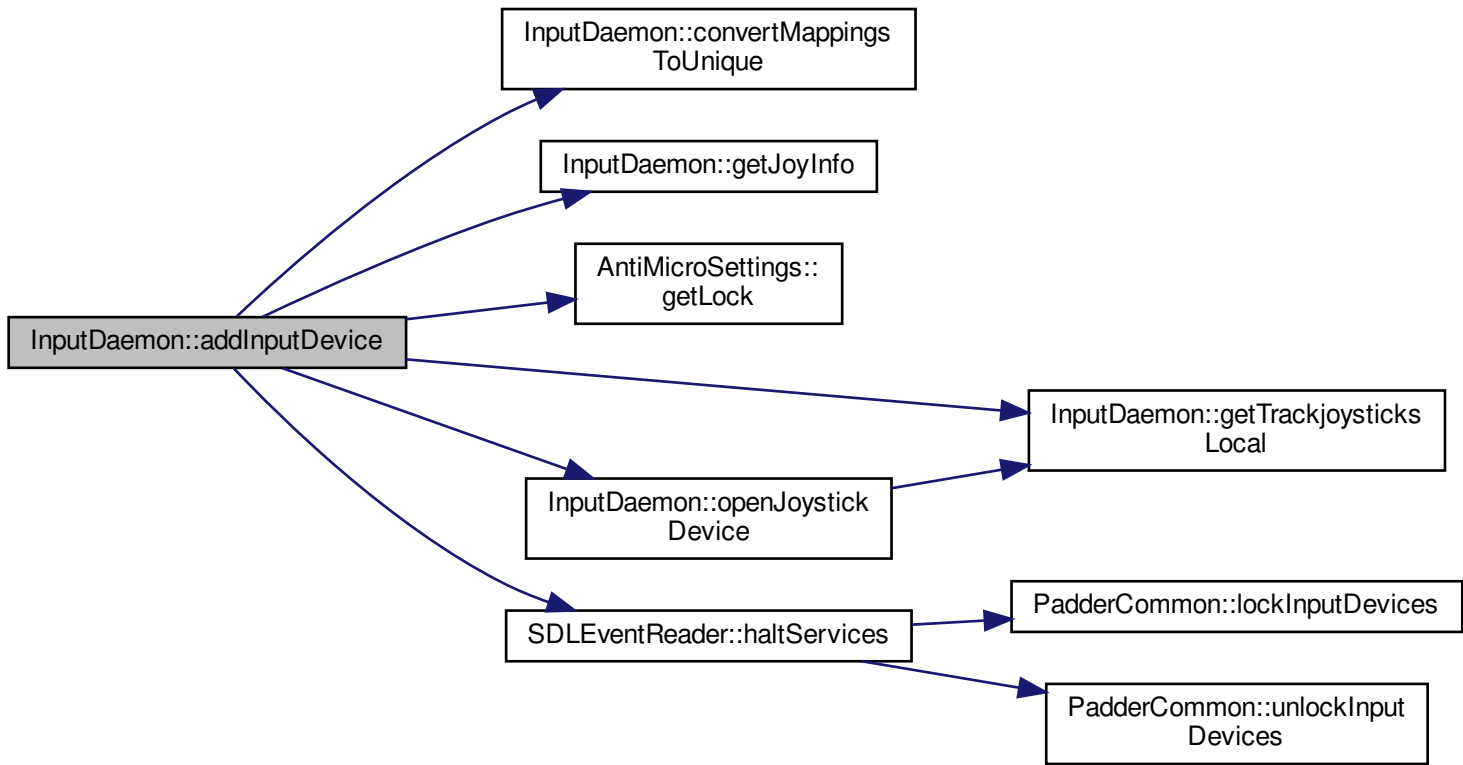 InputDaemon::convertMappings
ToUnique
InputDaemon::getJoyInfo
AntiMicroSettings::
getLock
InputDaemon::addInputDevice
InputDaemon::getTrackjoysticks
Local
InputDaemon::openJoystick
Device
PadderCommon::lockInputDevices
SDLEventReader::haltServices
PadderCommon::unlockInput
Devices